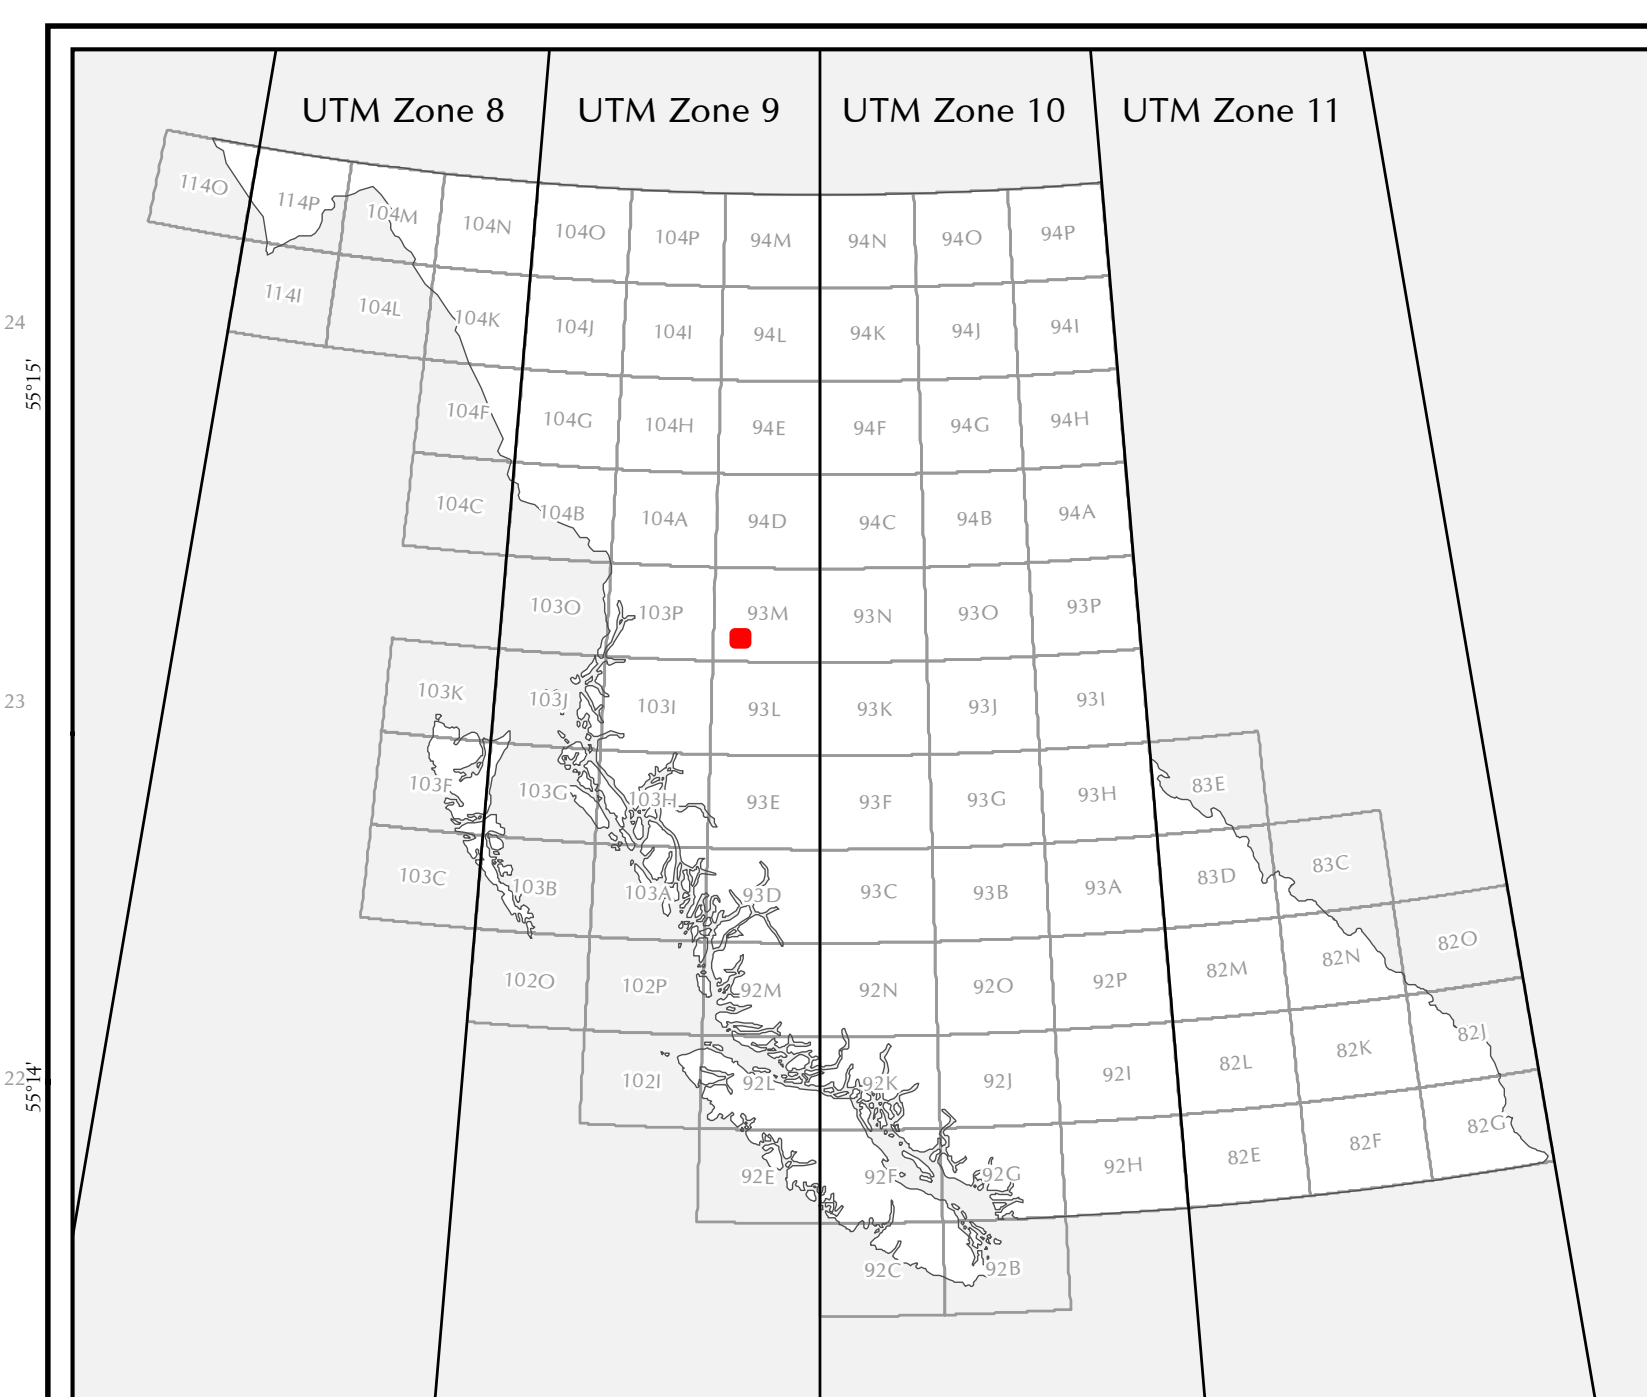 UTM Zone 8 UTM Zone 9 UTM Zone 10 UTM Zone 11
114O 114P 104M 104N 104O 104P 94M 94N 94O 94P
114I 104L 104K 104J 104I 94L 94K 94J 94I
24
55°15'
104F 104G 104H 94E 94F 94G 94H
104C 104B 104A 94D 94C 94B 94A
103O 103P 93M 93N 93O 93P
23
103K 103J 103I 93L 93K 93J 93I
103F 103G 103H 93E 93F 93G 93H 83E
103C 103B 103A 93D 93C 93B 93A 83D 83C
102O 102P 92M 92N 92O 92P 82M 82N 82O
22
55°14'
102I 92L 92K 92J 92I 82L 82K 82J
92E 92F 92G 92H 82E 82F 82G
92C 92B